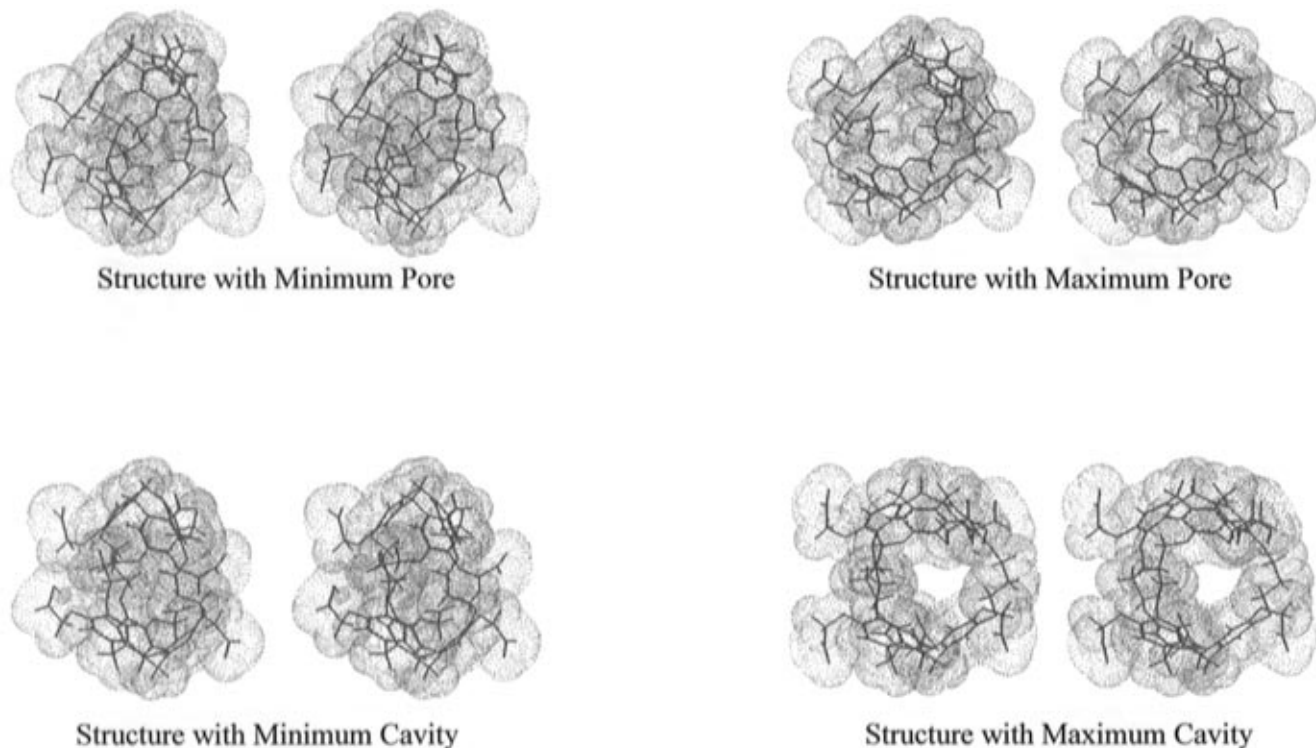 Structure with Minimum Pore
Structure with Maximum Pore
Structure with Minimum Cavity
Structure with Maximum Cavity